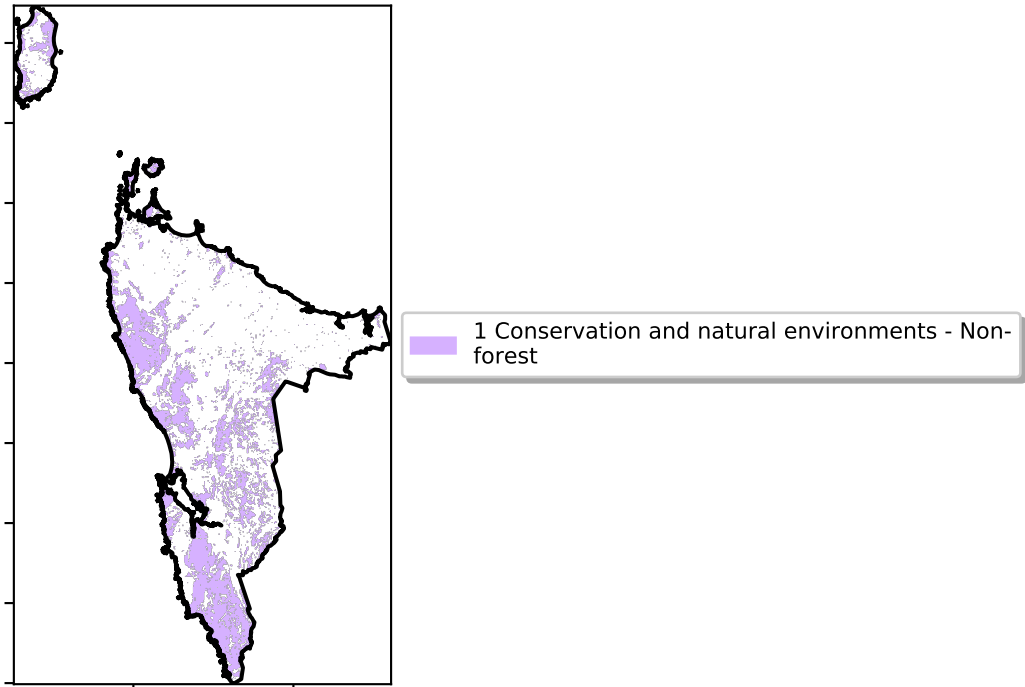 1 Conservation and natural environments - Non-
forest